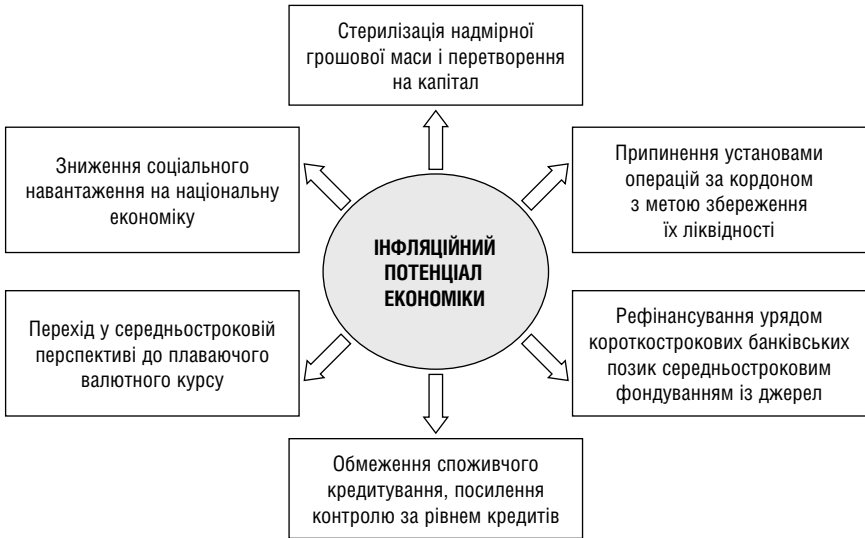 Стерилізація надмірної
грошової маси і перетворення
на капітал
Зниження соціального
навантаження на національну
економіку
Припинення установами
операцій за кордоном
з метою збереження
їх ліквідності
ІНФЛЯЦІЙНИЙ
ПОТЕНЦІАЛ
ЕКОНОМІКИ
Перехід у середньостроковій
перспективі до плаваючого
валютного курсу
Рефінансування урядом
короткострокових банківських
позик середньостроковим
фондуванням із джерел
Обмеження споживчого
кредитування, посилення
контролю за рівнем кредитів